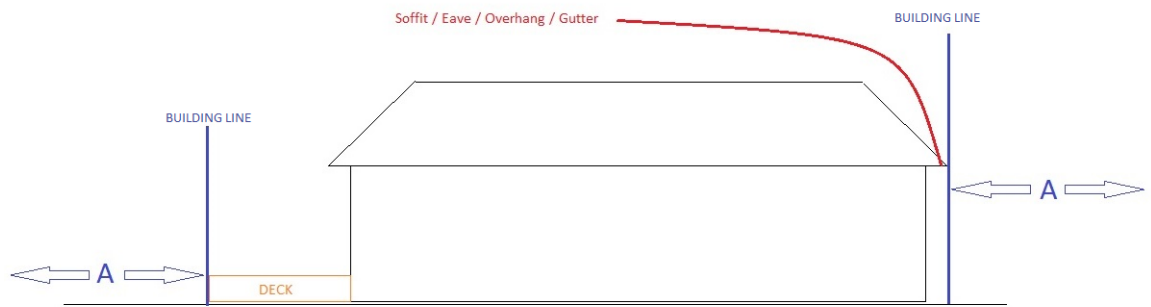 Soffit / Eave / Overhang / Gutter
BUILDING LINE
BUILDING LINE
A
A
DECK